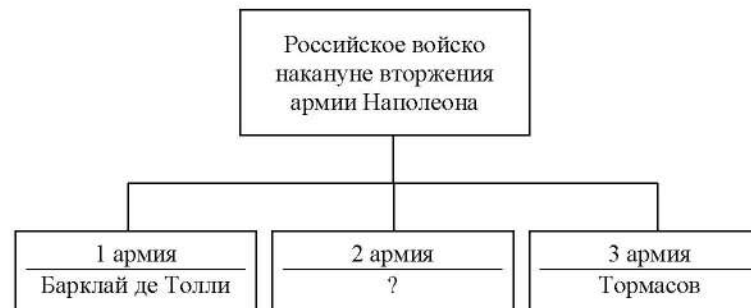 Российское войско
накануне вторжения
армии Наполеона
1 армия
Барклай де Толли
2 армия
?
3 армия
Тормасов